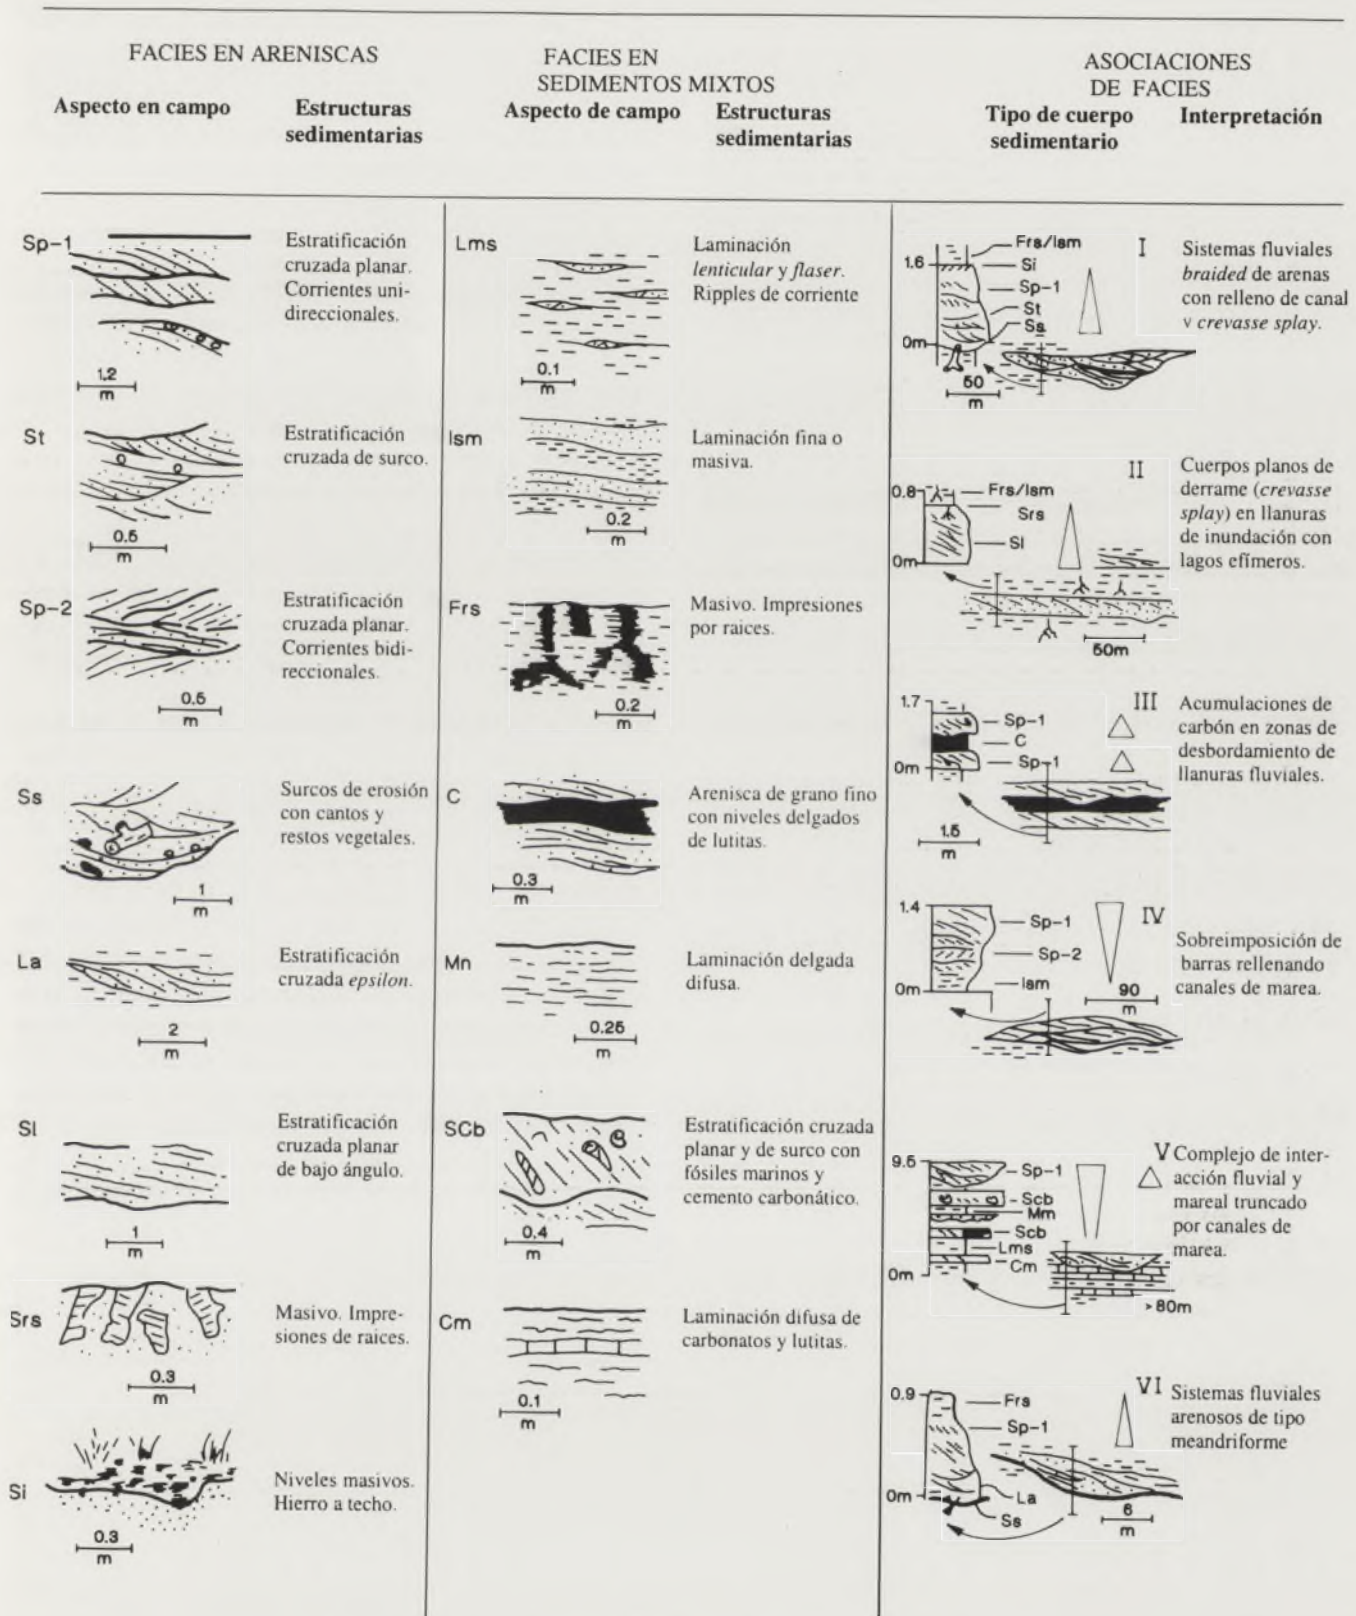 FACIES EN ARENISCAS
Aspecto en campo
Estructuras
sedimentarias
FACIES EN
SEDIMENTOS MIXTOS
Aspecto de campo
Estructuras
sedimentarias
ASOCIACIONES
DE FACIES
Tipo de cuerpo
sedimentario
Interpretación
Sp-1
1.2
m
Estratificación
cruzada planar.
Corrientes uni-
direccionales.
St
0.5
m
Estratificación
cruzada de surco.
Sp-2
0.5
m
Estratificación
cruzada planar.
Corrientes bidi-
reccionales.
Ss
1
m
Surcos de erosión
con cantos y
restos vegetales.
La
2
m
Estratificación
cruzada epsilon.
Sl
1
m
Estratificación
cruzada planar
de bajo ángulo.
Srs
0.3
m
Masivo. Impre-
siones de raices.
Si
0.3
m
Niveles masivos.
Hierro a techo.
Lms
0.1
m
Laminación
lenticular y flaser.
Ripples de corriente
Ism
0.2
m
Laminación fina o
masiva.
Frs
0.2
m
Masivo. Impresiones
por raices.
C
0.3
m
Arenisca de grano fino
con niveles delgados
de lutitas.
Mn
0.25
m
Laminación delgada
difusa.
SCb
0.4
m
Estratificación cruzada
planar y de surco con
fósiles marinos y
cemento carbonático.
Cm
0.1
m
Laminación difusa de
carbonatos y lutitas.
1.6
0m
Frs/Ism
Si
Sp-1
St
Ss
50
m
I
Sistemas fluviales
braided de arenas
con relleno de canal
y crevasse splay.
0.8
0m
Frs/Ism
Srs
Sl
50m
II
Cuerpos planos de
derrame (crevasse
splay) en llanuras
de inundación con
lagos efímeros.
1.7
0m
Sp-1
C
Sp-1
1.5
m
III
Acumulaciones de
carbón en zonas de
desbordamiento de
llanuras fluviales.
1.4
0m
Sp-1
Sp-2
Ism
90
m
IV
Sobreimposición de
barras rellenando
canales de marea.
9.5
0m
Sp-1
Scb
Mm
Scb
Lms
Cm
>80m
V
Complejo de inter-
acción fluvial y
mareal truncado
por canales de
marea.
0.9
0m
Frs
Sp-1
La
Ss
6
m
VI
Sistemas fluviales
arenosos de tipo
meandriforme